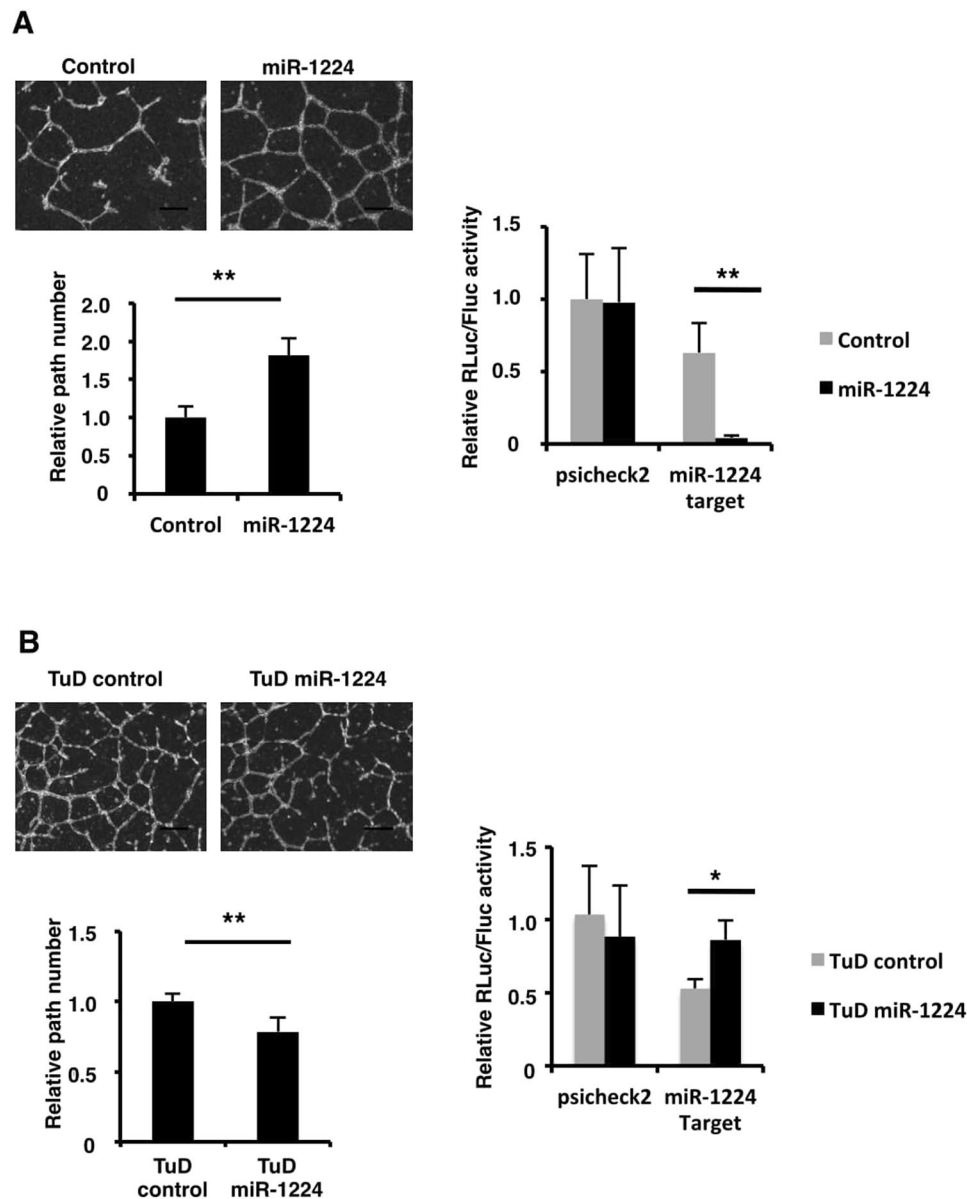 A
Control
miR-1224
Relative path number
**
2.0
2.0
1.5
1.0
0.5
0
Control
miR-1224
Relative RLuc/Fluc activity
1.5
1.0
0.5
0
**
psicheck2
miR-1224
target
Control
miR-1224
B
TuD control
TuD miR-1224
Relative path number
**
1.5
1.0
0.5
0
TuD
control
TuD
miR-1224
Relative RLuc/Fluc activity
1.5
1.0
0.5
0
*
psicheck2
miR-1224
Target
TuD control
TuD miR-1224